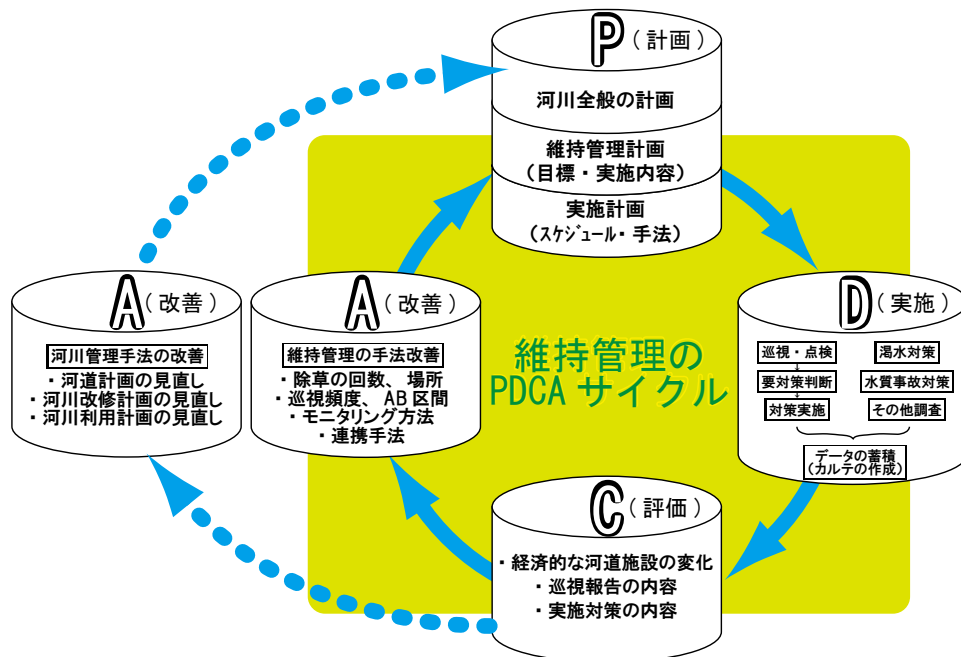 P（計画）
河川全般の計画
維持管理計画
（目標・実施内容）
実施計画
（スケジュール・手法）
A（改善）
河川管理手法の改善
・河道計画の見直し
・河川改修計画の見直し
・河川利用計画の見直し
A（改善）
維持管理の手法改善
・除草の回数、場所
・巡視頻度、AB区間
・モニタリング方法
・連携手法
維持管理の
PDCAサイクル
D（実施）
巡視・点検
要対策判断
対策実施
渇水対策
水質事故対策
その他調査
データの蓄積
（カルテの作成）
C（評価）
・経済的な河道施設の変化
・巡視報告の内容
・実施対策の内容